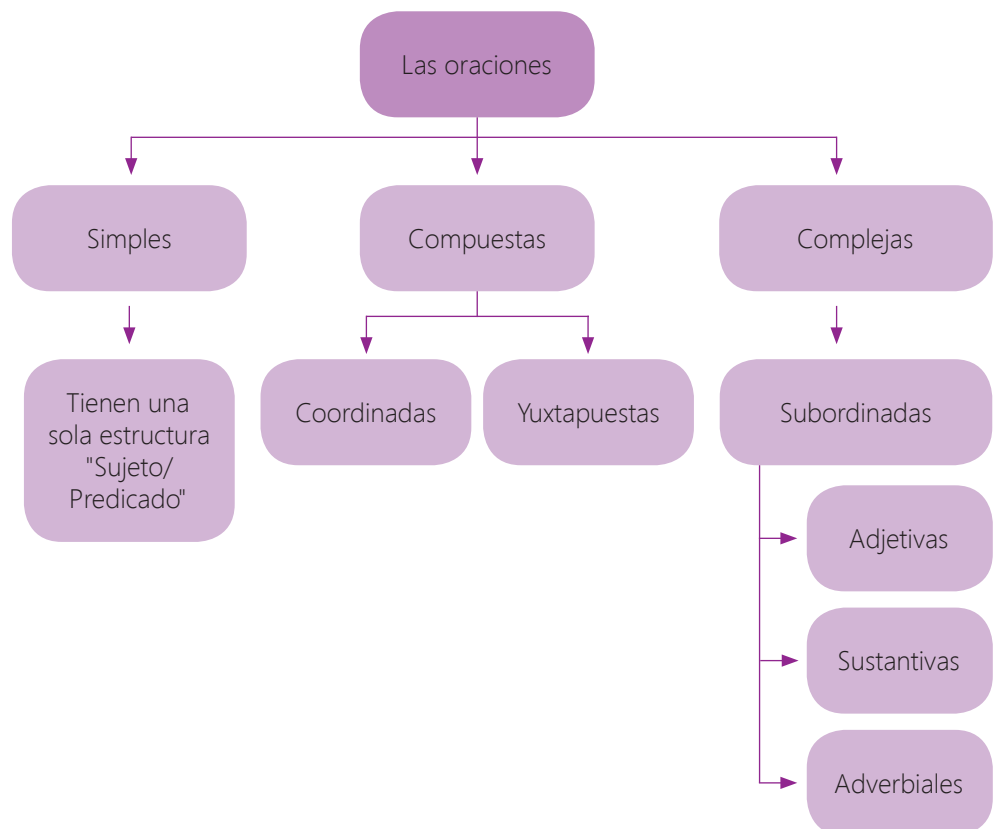 Las oraciones
Simples
Compuestas
Complejas
Tienen una
sola estructura
"Sujeto/
Predicado"
Coordinadas
Yuxtapuestas
Subordinadas
Adjetivas
Sustantivas
Adverbiales